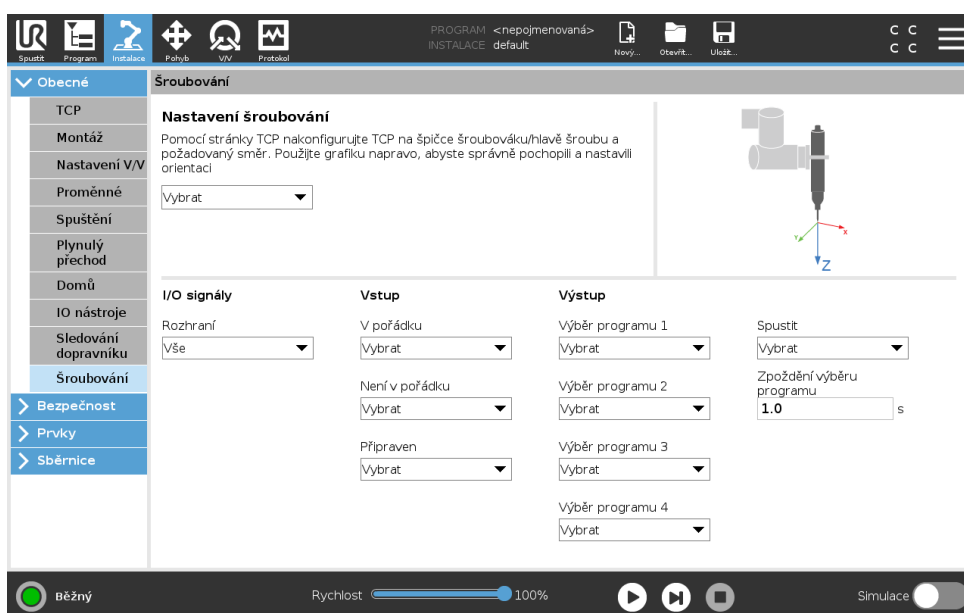 PROGRAM <nepojmenovaná>
INSTALACE default
C C
C C
Spustit
Program
Instalace
Pohyb
V/V
Protokol
Nový...
Otevřít...
Uložit...
Obecné
TCP
Montáž
Nastavení V/V
Proměnné
Spuštění
Plynulý
přechod
Domů
IO nástroje
Sledování
dopravníku
Šroubování
Bezpečnost
Prvky
Sběrnice
Šroubování
Nastavení šroubování
Pomocí stránky TCP nakonfigurujte TCP na špičce šroubováku/hlavě šroubu a
požadovaný směr. Použijte grafiku napravo, abyste správně pochopili a nastavili
orientaci
Vybrat
Y
X
Z
I/O signály
Rozhraní
Vše
Vstup
V pořádku
Vybrat
Není v pořádku
Vybrat
Připraven
Vybrat
Výstup
Výběr programu 1
Vybrat
Výběr programu 2
Vybrat
Výběr programu 3
Vybrat
Výběr programu 4
Vybrat
Spustit
Vybrat
Zpoždění výběru
programu
1.0 s
Běžný
Rychlost 100%
Simulace